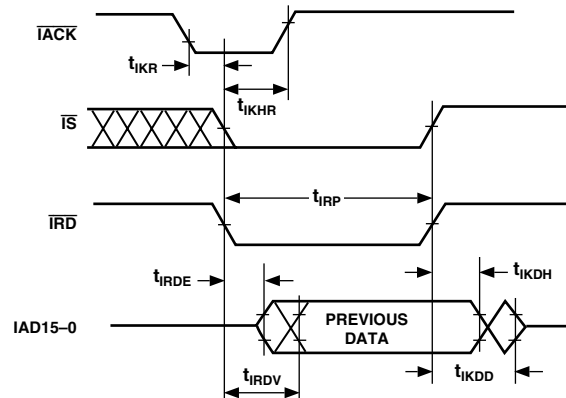 IACK
tIKR
tIKHR
IS
tIRP
IRD
tIRDE
tIKDH
IAD15–0
PREVIOUS
DATA
tIKDD
tIRDV